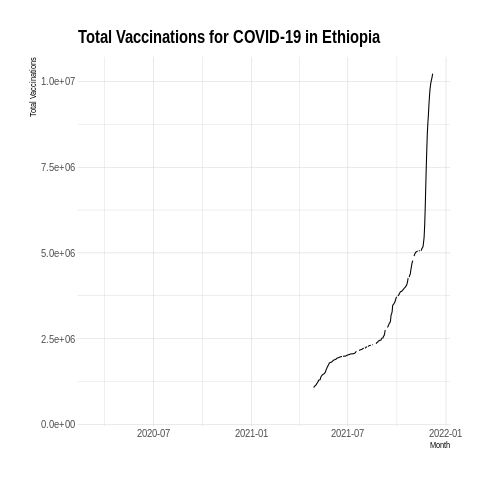 Total Vaccinations for COVID-19 in Ethiopia
Total Vaccinations
1.0e+07
7.5e+06
5.0e+06
2.5e+06
0.0e+00
2020-07
2021-01
2021-07
2022-01
Month